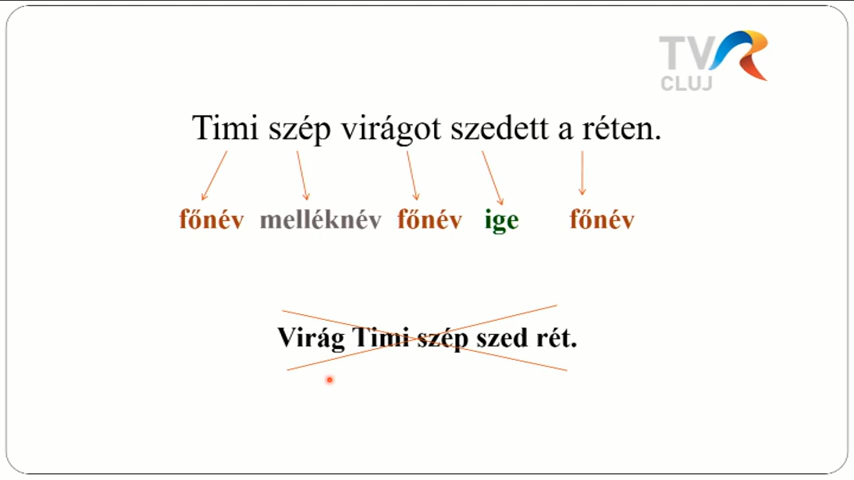 TVR
CLUJ
Timi szép virágot szedett a réten.
főnév melléknév főnév ige főnév
Virág Timi szép szed rét.